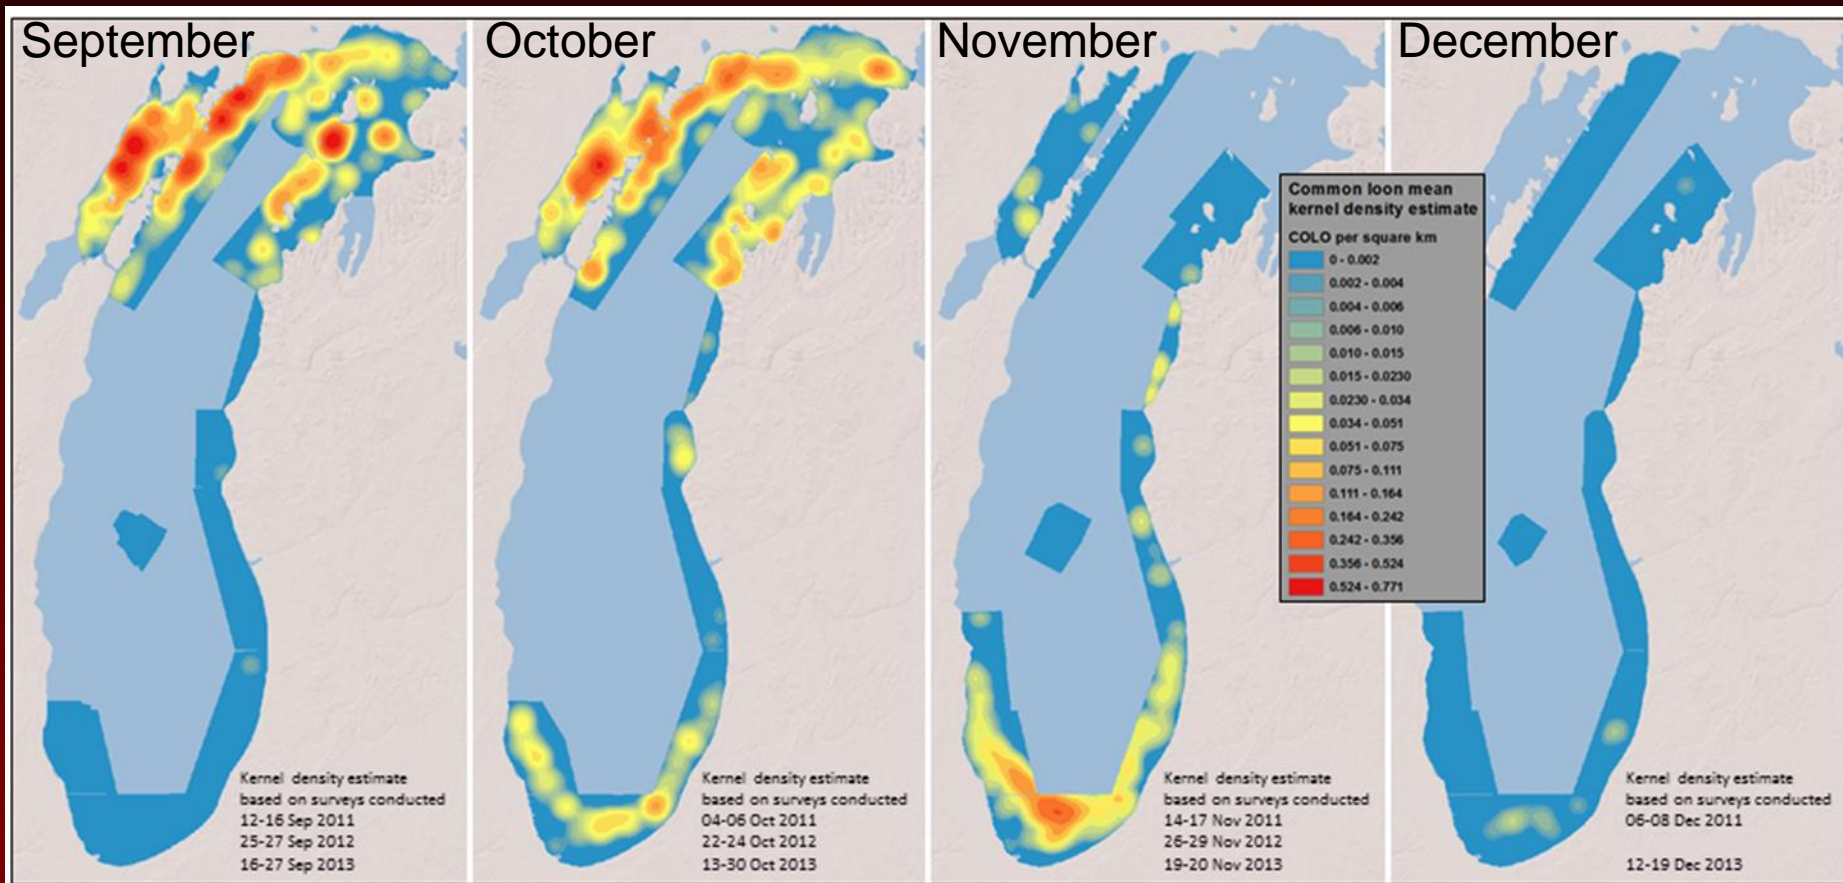 September
October
November
December
Common loon mean
kernel density estimate
COLO per square km
0 - 0.002
0.002 - 0.004
0.004 - 0.006
0.006 - 0.010
0.010 - 0.015
0.015 - 0.0230
0.0230 - 0.034
0.034 - 0.051
0.051 - 0.075
0.075 - 0.111
0.111 - 0.164
0.164 - 0.242
0.242 - 0.356
0.356 - 0.524
0.524 - 0.771
Kernel density estimate
based on surveys conducted
12-16 Sep 2011
25-27 Sep 2012
16-27 Sep 2013
Kernel density estimate
based on surveys conducted
04-06 Oct 2011
22-24 Oct 2012
13-30 Oct 2013
Kernel density estimate
based on surveys conducted
14-17 Nov 2011
26-29 Nov 2012
19-20 Nov 2013
Kernel density estimate
based on surveys conducted
06-08 Dec 2011
12-19 Dec 2013